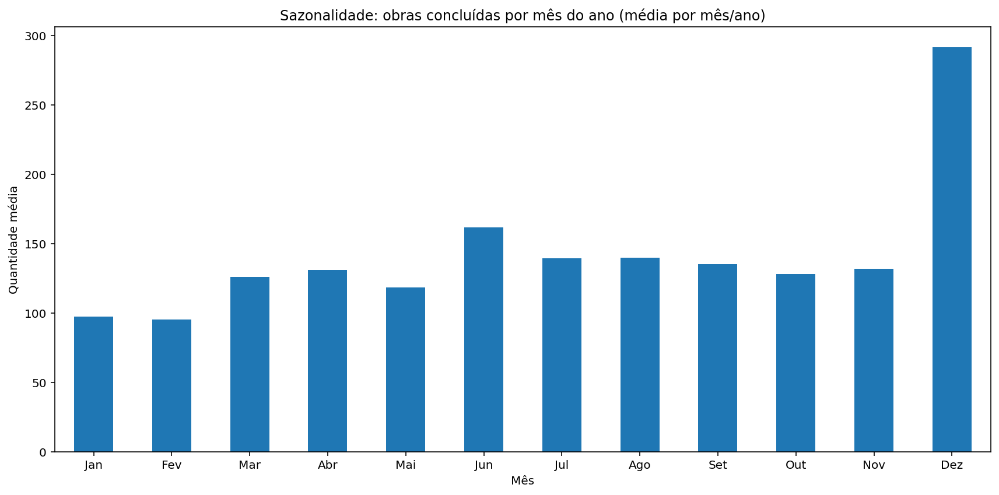 Sazonalidade: obras concluídas por mês do ano (média por mês/ano)
300
250
200
150
100
50
0
Quantidade média
Jan Fev Mar Abr Mai Jun Jul Ago Set Out Nov Dez
Mês